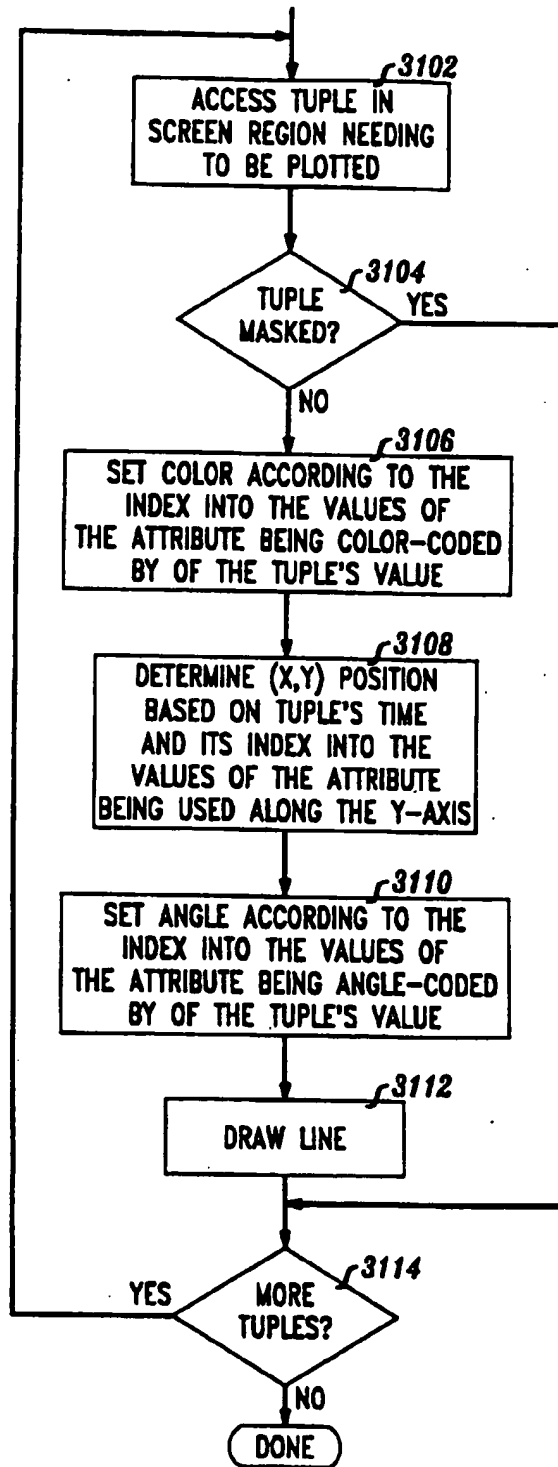 3102
ACCESS TUPLE IN
SCREEN REGION NEEDING
TO BE PLOTTED
3104
TUPLE
MASKED?
YES
NO
3106
SET COLOR ACCORDING TO THE
INDEX INTO THE VALUES OF
THE ATTRIBUTE BEING COLOR-CODED
BY OF THE TUPLE'S VALUE
3108
DETERMINE (X,Y) POSITION
BASED ON TUPLE'S TIME
AND ITS INDEX INTO THE
VALUES OF THE ATTRIBUTE
BEING USED ALONG THE Y-AXIS
3110
SET ANGLE ACCORDING TO THE
INDEX INTO THE VALUES OF
THE ATTRIBUTE BEING ANGLE-CODED
BY OF THE TUPLE'S VALUE
3112
DRAW LINE
3114
YES
MORE
TUPLES?
NO
DONE